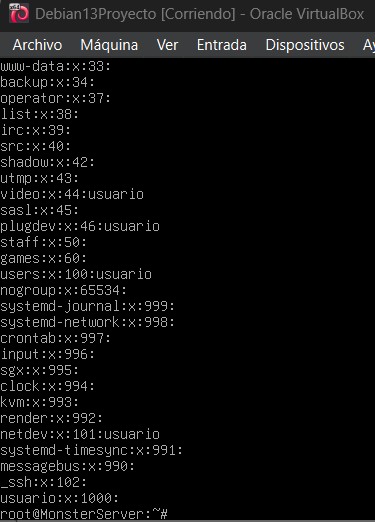 Debian13Proyecto [Corriendo] - Oracle VirtualBox
Archivo Máquina Ver Entrada Dispositivos
www-data:x:33:
backup:x:34:
operator:x:37:
list:x:38:
irc:x:39:
src:x:40:
shadow:x:42:
utmp:x:43:
video:x:44:usuario
sasl:x:45:
plugdev:x:46:usuario
staff:x:50:
games:x:60:
users:x:100:usuario
nogroup:x:65534:
systemd-journal:x:999:
systemd-network:x:998:
crontab:x:997:
input:x:996:
sgx:x:995:
clock:x:994:
kvm:x:993:
render:x:992:
netdev:x:101:usuario
systemd-timesync:x:991:
messagebus:x:990:
_ssh:x:102:
usuario:x:1000:
root@MonsterServer:~#